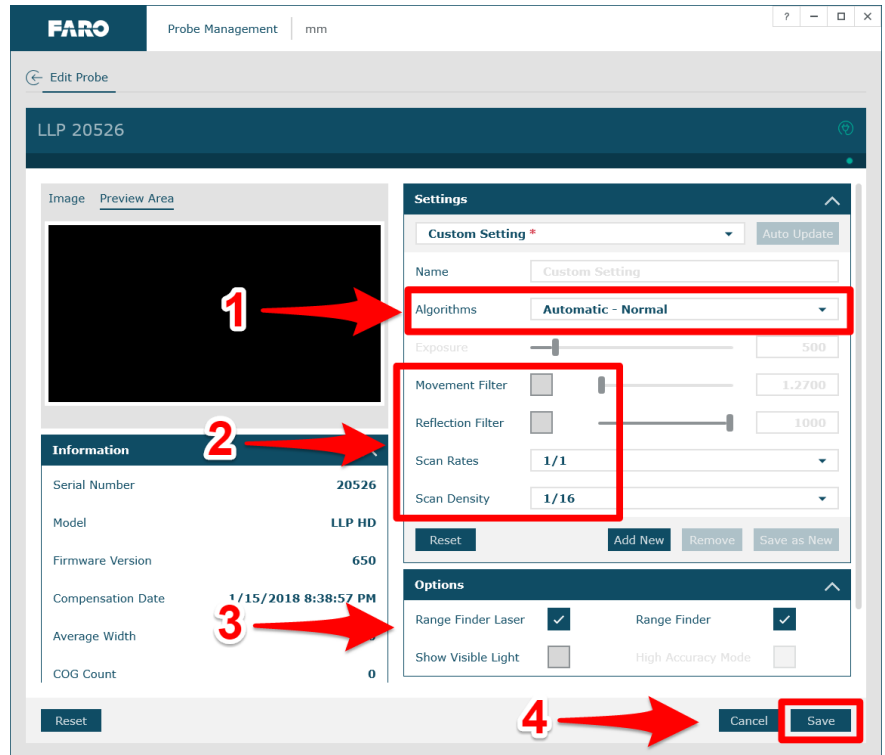 FARO
Probe Management
mm
?
Edit Probe
LLP 20526
Image Preview Area
Settings
Custom Setting *
Auto Update
Name
Custom Setting
1
Algorithms
Automatic - Normal
Exposure
500
Movement Filter
1.2700
Reflection Filter
1000
2
Scan Rates
1/1
Scan Density
1/16
Reset
Add New
Remove
Save as New
Information
Serial Number
20526
Model
LLP HD
Firmware Version
650
Compensation Date
1/15/2018 8:38:57 PM
Average Width
COG Count
0
3
Options
Range Finder Laser
Range Finder
Show Visible Light
High Accuracy Mode
Reset
4
Cancel
Save